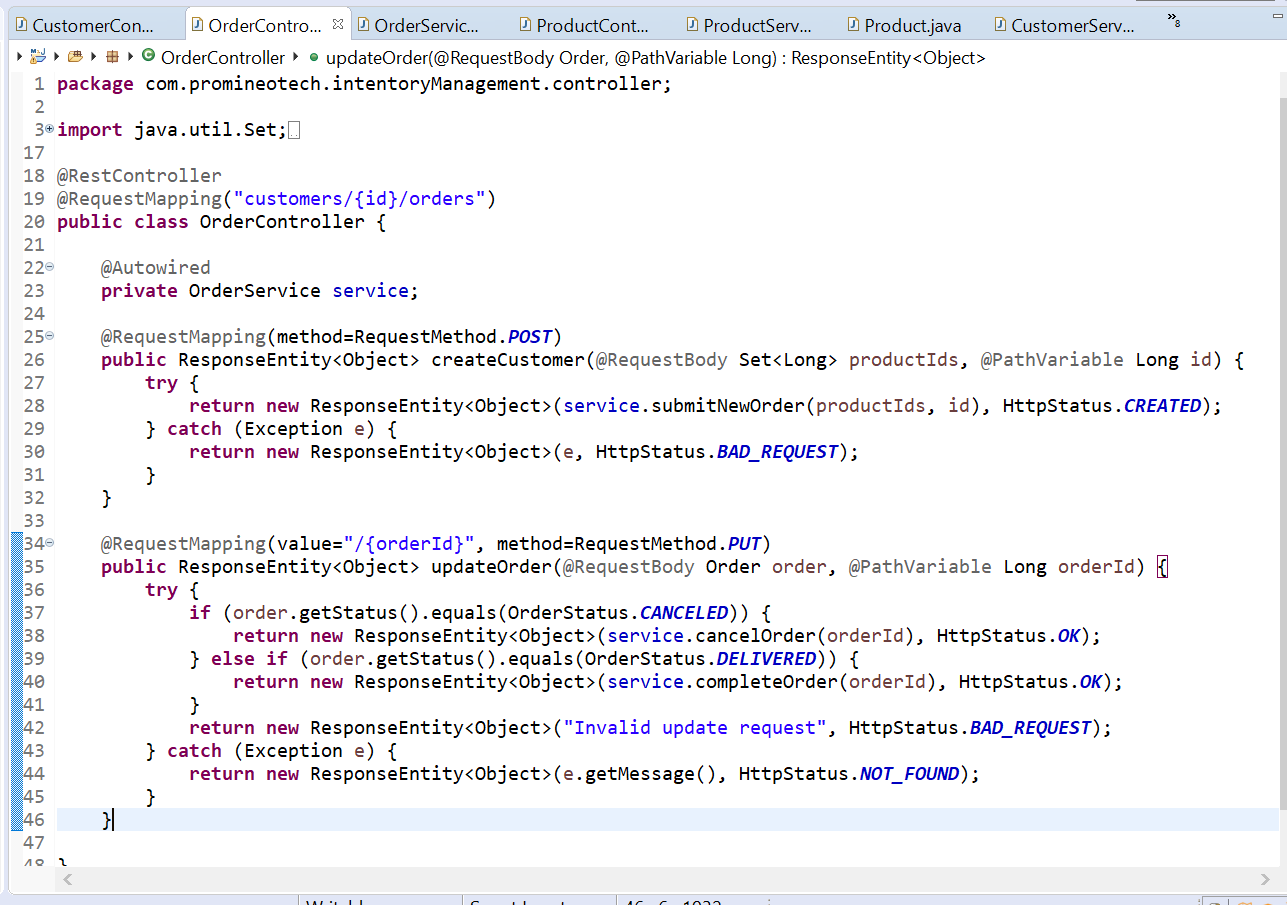 CustomerCon...
OrderContro...
OrderServic...
ProductCont...
ProductServ...
Product.java
CustomerServ...
»8
OrderController
updateOrder(@RequestBody Order, @PathVariable Long) : ResponseEntity<Object>
1 package com.promineotech.intentoryManagement.controller;
2
3 import java.util.Set;
17
18 @RestController
19 @RequestMapping("customers/{id}/orders")
20 public class OrderController {
21
22     @Autowired
23     private OrderService service;
24
25     @RequestMapping(method=RequestMethod.POST)
26     public ResponseEntity<Object> createCustomer(@RequestBody Set<Long> productIds, @PathVariable Long id) {
27         try {
28             return new ResponseEntity<Object>(service.submitNewOrder(productIds, id), HttpStatus.CREATED);
29         } catch (Exception e) {
30             return new ResponseEntity<Object>(e, HttpStatus.BAD_REQUEST);
31         }
32     }
33
34     @RequestMapping(value="/{orderId}", method=RequestMethod.PUT)
35     public ResponseEntity<Object> updateOrder(@RequestBody Order order, @PathVariable Long orderId) {
36         try {
37             if (order.getStatus().equals(OrderStatus.CANCELED)) {
38                 return new ResponseEntity<Object>(service.cancelOrder(orderId), HttpStatus.OK);
39             } else if (order.getStatus().equals(OrderStatus.DELIVERED)) {
40                 return new ResponseEntity<Object>(service.completeOrder(orderId), HttpStatus.OK);
41             }
42             return new ResponseEntity<Object>("Invalid update request", HttpStatus.BAD_REQUEST);
43         } catch (Exception e) {
44             return new ResponseEntity<Object>(e.getMessage(), HttpStatus.NOT_FOUND);
45         }
46     }
47
48 }